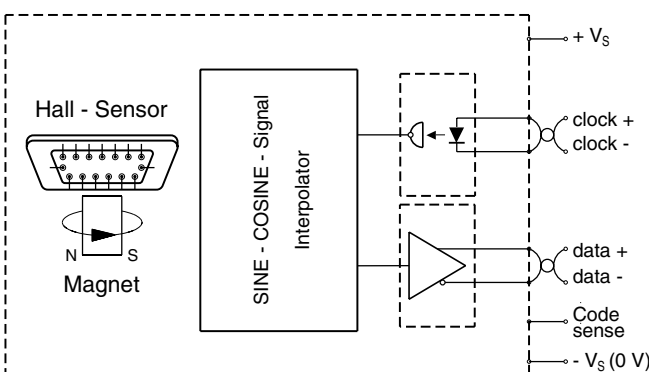 Hall - Sensor
N
S
Magnet
SINE - COSINE - Signal
Interpolator
+ VS
clock +
clock -
data +
data -
Code
sense
- VS (0 V)